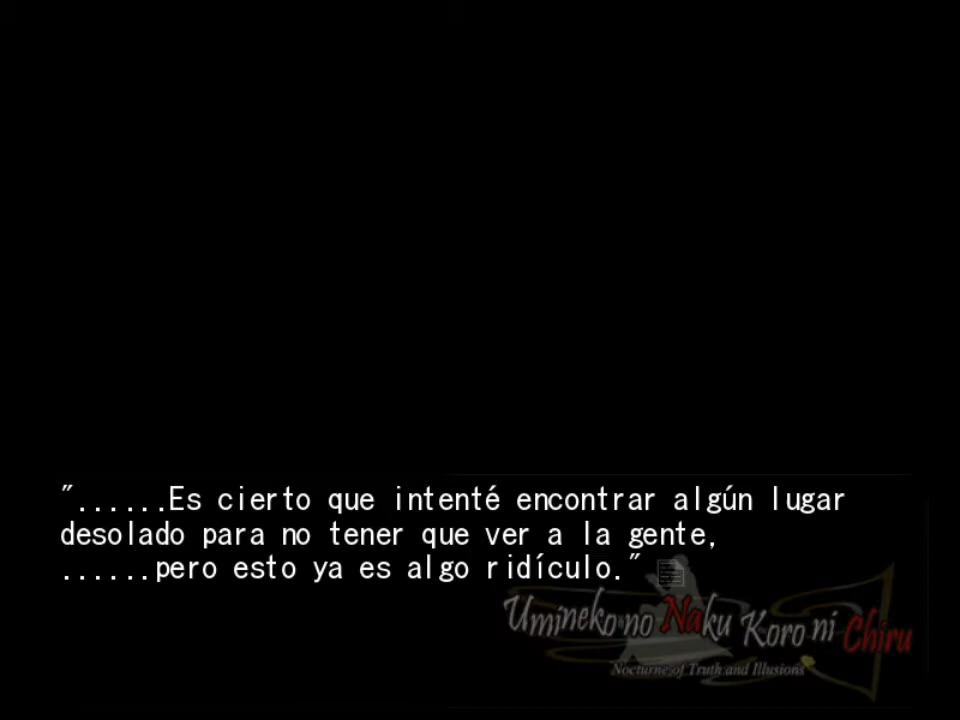 "......Es cierto que intenté encontrar algún lugar
desolado para no tener que ver a la gente,
......pero esto ya es algo ridículo."
Umineko no Naku Koro ni Chiru
Nocturne of Truth and Illusions